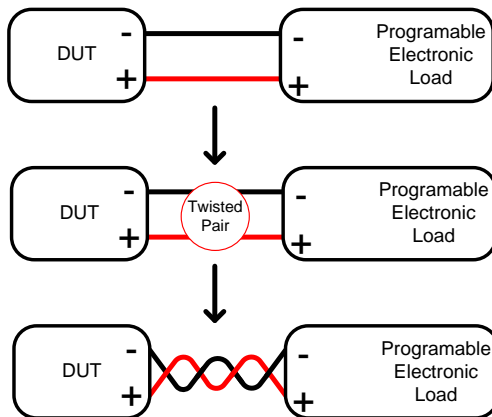 DUT
-
+
-
+
Programable
Electronic
Load
DUT
-
+
Twisted
Pair
-
+
Programable
Electronic
Load
DUT
-
+
-
+
Programable
Electronic
Load